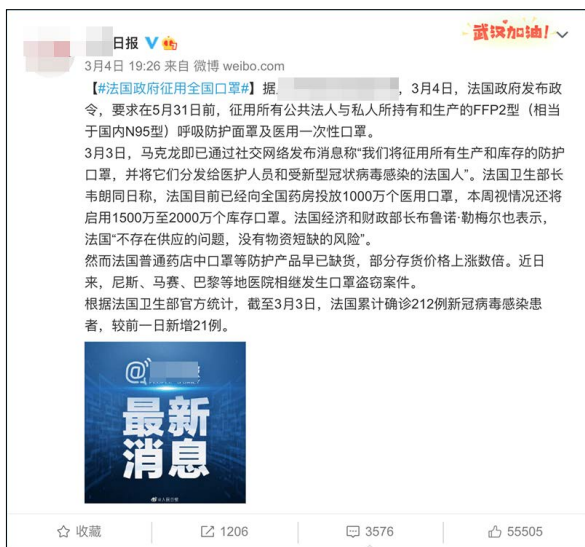 武汉加油!
日报
3月4日 19:26 来自 微博 weibo.com
【#法国政府征用全国口罩#】据 ，3月4日，法国政府发布政
令，要求在5月31日前，征用所有公共法人与私人所持有和生产的FFP2型（相当
于国内N95型）呼吸防护面罩及医用一次性口罩。
3月3日，马克龙即已通过社交网络发布消息称“我们将征用所有生产和库存的防护
口罩，并将它们分发给医护人员和受新型冠状病毒感染的法国人”。法国卫生部长
韦朗同日称，法国目前已经向全国药房投放1000万个医用口罩，本周视情况还将
启用1500万至2000万个库存口罩。法国经济和财政部长布鲁诺·勒梅尔也表示，
法国“不存在供应的问题，没有物资短缺的风险”。
然而法国普通药店中口罩等防护产品早已缺货，部分存货价格上涨数倍。近日
来，尼斯、马赛、巴黎等地医院相继发生口罩盗窃案件。
根据法国卫生部官方统计，截至3月3日，法国累计确诊212例新冠病毒感染患
者，较前一日新增21例。
@
最新
消息
收藏
1206
3576
55505